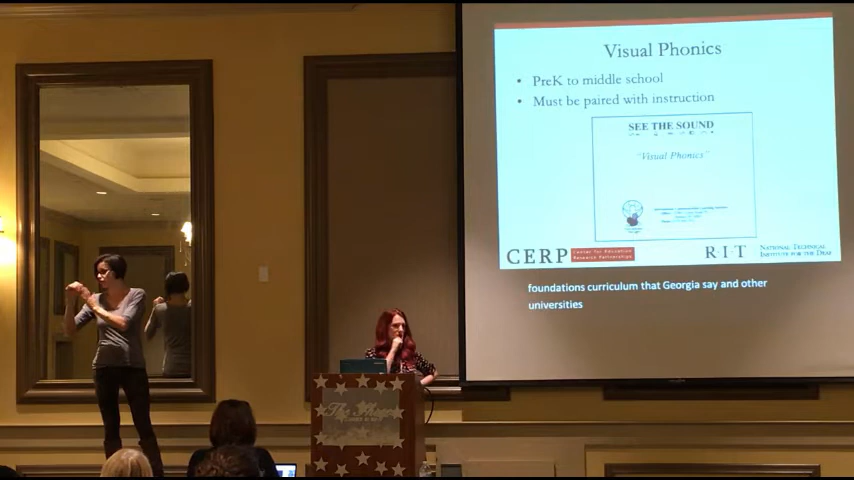 Visual Phonics
• PreK to middle school
• Must be paired with instruction
SEE THE SOUND
"Visual Phonics"
CERP Center for Education
Research Partnerships
R·I·T NATIONAL TECHNICAL
INSTITUTE FOR THE DEAF
foundations curriculum that Georgia say and other
universities